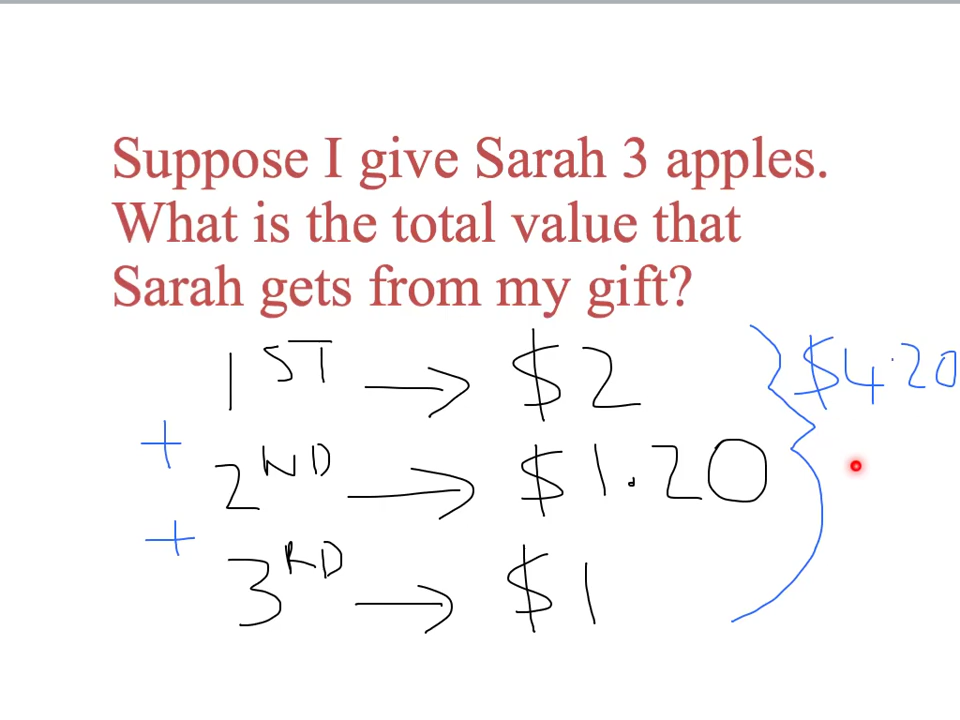 Suppose I give Sarah 3 apples.
What is the total value that
Sarah gets from my gift?
1ST → $2
+ 2ND → $1.20
+ 3RD → $1
} $4.20